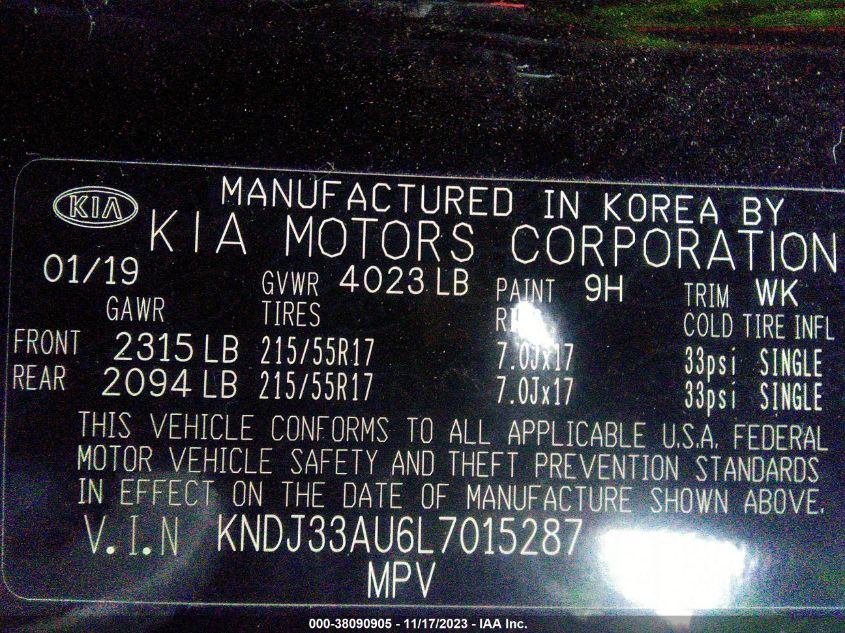 KIA
MANUFACTURED IN KOREA BY
KIA MOTORS CORPORATION
01/19 GVWR 4023 LB PAINT 9H TRIM WK
GAWR TIRES COLD TIRE INFL
FRONT 2315 LB 215/55R17 7.0Jx17 33psi SINGLE
REAR 2094 LB 215/55R17 7.0Jx17 33psi SINGLE
THIS VEHICLE CONFORMS TO ALL APPLICABLE U.S.A. FEDERAL
MOTOR VEHICLE SAFETY AND THEFT PREVENTION STANDARDS
IN EFFECT ON THE DATE OF MANUFACTURE SHOWN ABOVE.
V.I.N KNDJ33AU6L7015287
MPV
000-38090905 - 11/17/2023 - IAA Inc.